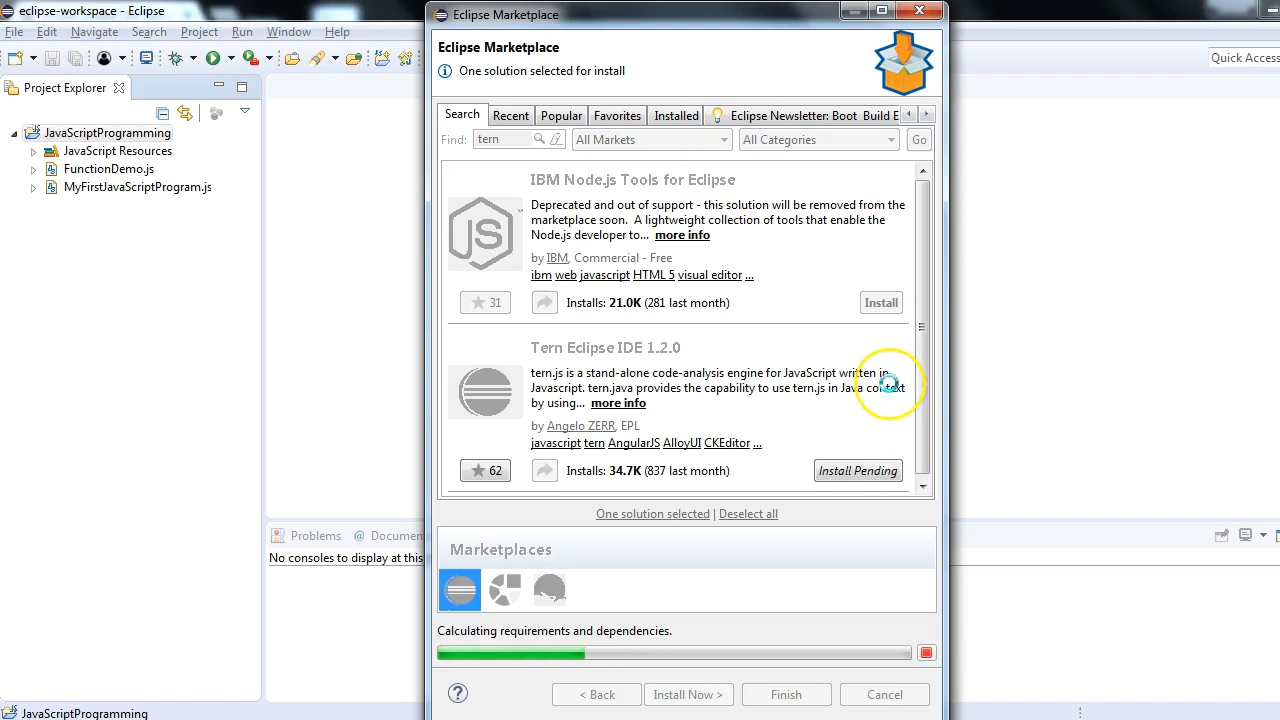 eclipse-workspace - Eclipse
File Edit Navigate Search Project Run Window Help
Quick Access
Project Explorer
JavaScriptProgramming
JavaScript Resources
FunctionDemo.js
MyFirstJavaScriptProgram.js
Eclipse Marketplace
Eclipse Marketplace
One solution selected for install
Search Recent Popular Favorites Installed Eclipse Newsletter: Boot Build E
Find: tern All Markets All Categories Go
IBM Node.js Tools for Eclipse
Deprecated and out of support - this solution will be removed from the
marketplace soon. A lightweight collection of tools that enable the
Node.js developer to... more info
by IBM, Commercial - Free
ibm web javascript HTML 5 visual editor ...
31 Installs: 21.0K (281 last month) Install
JS
Tern Eclipse IDE 1.2.0
tern.js is a stand-alone code-analysis engine for JavaScript written in
Javascript. tern.java provides the capability to use tern.js in Java context
by using... more info
by Angelo ZERR, EPL
javascript tern AngularJS AlloyUI CKEditor ...
62 Installs: 34.7K (837 last month) Install Pending
One solution selected | Deselect all
Marketplaces
Calculating requirements and dependencies.
< Back Install Now > Finish Cancel
Problems @ Documen
No consoles to display at this
JavaScriptProgramming